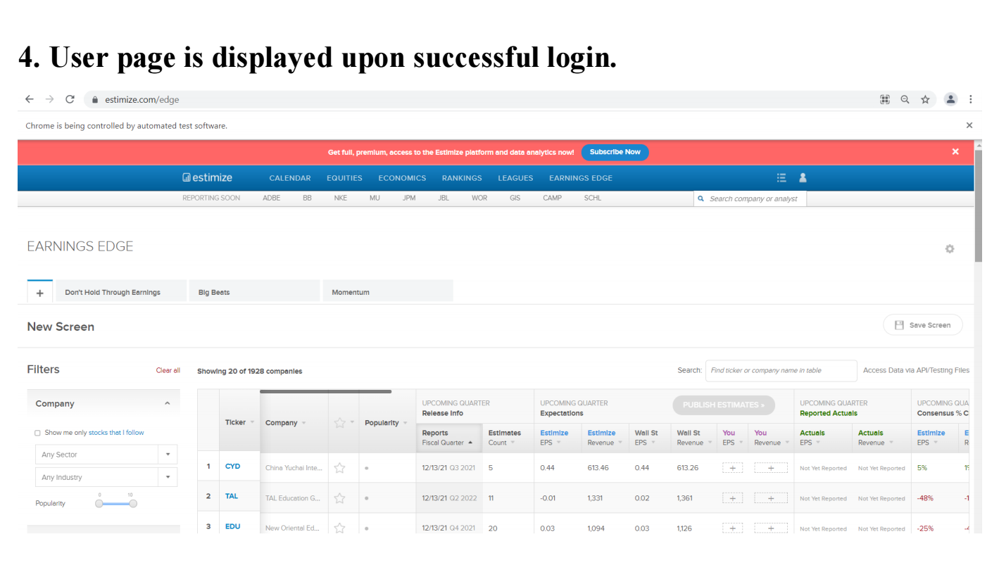 4. User page is displayed upon successful login.
estimize.com/edge
Chrome is being controlled by automated test software.
Get full, premium, access to the Estimize platform and data analytics now! Subscribe Now
estimize CALENDAR EQUITIES ECONOMICS RANKINGS LEAGUES EARNINGS EDGE
REPORTING SOON ADBE BB NKE MU JPM JBL WOR GIS CAMP SCHL Search company or analyst
EARNINGS EDGE
+ Don't Hold Through Earnings Big Beats Momentum
New Screen Save Screen
Filters Clear all Showing 20 of 1928 companies Search: Find ticker or company name in table Access Data via API/Testing Files
Company
Show me only stocks that I follow
Any Sector
Any Industry
0 10
Popularity
UPCOMING QUARTER UPCOMING QUARTER PUBLISH ESTIMATES » UPCOMING QUARTER UPCOMING QUA
Release Info Expectations Reported Actuals Consensus % C
Ticker Company Popularity
Reports Estimates Estimize Estimize Wall St Wall St You You Actuals Actuals Estimize E
Fiscal Quarter Count EPS Revenue EPS Revenue EPS Revenue EPS Revenue EPS R
1 CYD China Yuchai Inte... 12/13/21 Q3 2021 5 0.44 613.46 0.44 613.26 + + Not Yet Reported Not Yet Reported 5% 1
2 TAL TAL Education G... 12/13/21 Q2 2022 11 -0.01 1,331 0.02 1,361 + + Not Yet Reported Not Yet Reported -48% -1
3 EDU New Oriental Ed... 12/13/21 Q4 2021 20 0.03 1,094 0.03 1,126 + + Not Yet Reported Not Yet Reported -25% -4